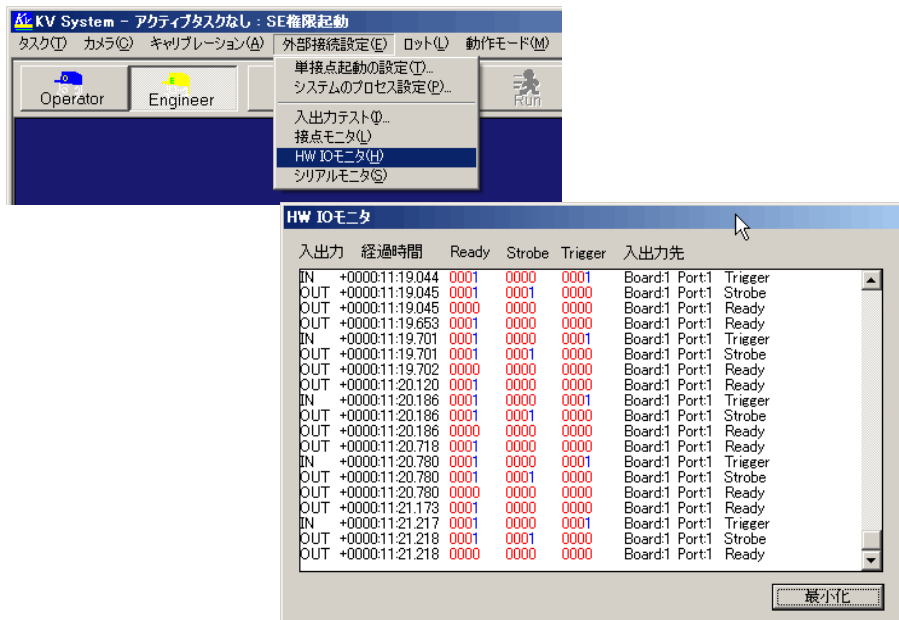 KV System - アクティブタスクなし : SE権限起動
タスク(T) カメラ(C) キャリブレーション(A) 外部接続設定(E) ロット(L) 動作モード(M)
単接点起動の設定(T)...
システムのプロセス設定(P)...
Operator Engineer Run
入出力テスト(I)...
接点モニタ(L)
HW IOモニタ(H)
シリアルモニタ(S)
HW IOモニタ
入出力 経過時間 Ready Strobe Trigger 入出力先
IN +0000:11:19.044 0001 0000 0001 Board:1 Port:1 Trigger
OUT +0000:11:19.045 0001 0001 0000 Board:1 Port:1 Strobe
OUT +0000:11:19.045 0000 0000 0000 Board:1 Port:1 Ready
OUT +0000:11:19.653 0001 0000 0000 Board:1 Port:1 Ready
IN +0000:11:19.701 0001 0000 0001 Board:1 Port:1 Trigger
OUT +0000:11:19.701 0001 0001 0000 Board:1 Port:1 Strobe
OUT +0000:11:19.702 0000 0000 0000 Board:1 Port:1 Ready
OUT +0000:11:20.120 0001 0000 0000 Board:1 Port:1 Ready
IN +0000:11:20.186 0001 0000 0001 Board:1 Port:1 Trigger
OUT +0000:11:20.186 0001 0001 0000 Board:1 Port:1 Strobe
OUT +0000:11:20.186 0000 0000 0000 Board:1 Port:1 Ready
OUT +0000:11:20.718 0001 0000 0000 Board:1 Port:1 Ready
IN +0000:11:20.780 0001 0000 0001 Board:1 Port:1 Trigger
OUT +0000:11:20.780 0001 0001 0000 Board:1 Port:1 Strobe
OUT +0000:11:20.780 0000 0000 0000 Board:1 Port:1 Ready
OUT +0000:11:21.173 0001 0000 0000 Board:1 Port:1 Ready
IN +0000:11:21.217 0001 0000 0001 Board:1 Port:1 Trigger
OUT +0000:11:21.218 0001 0001 0000 Board:1 Port:1 Strobe
OUT +0000:11:21.218 0000 0000 0000 Board:1 Port:1 Ready
最小化